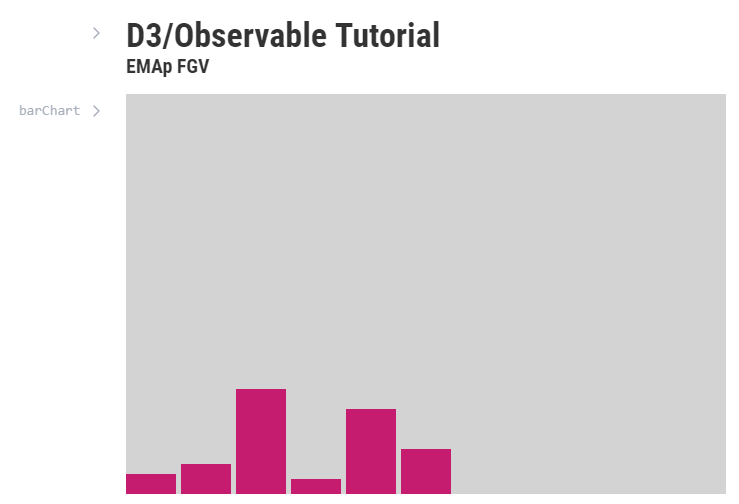 D3/Observable Tutorial
EMAp FGV
barChart